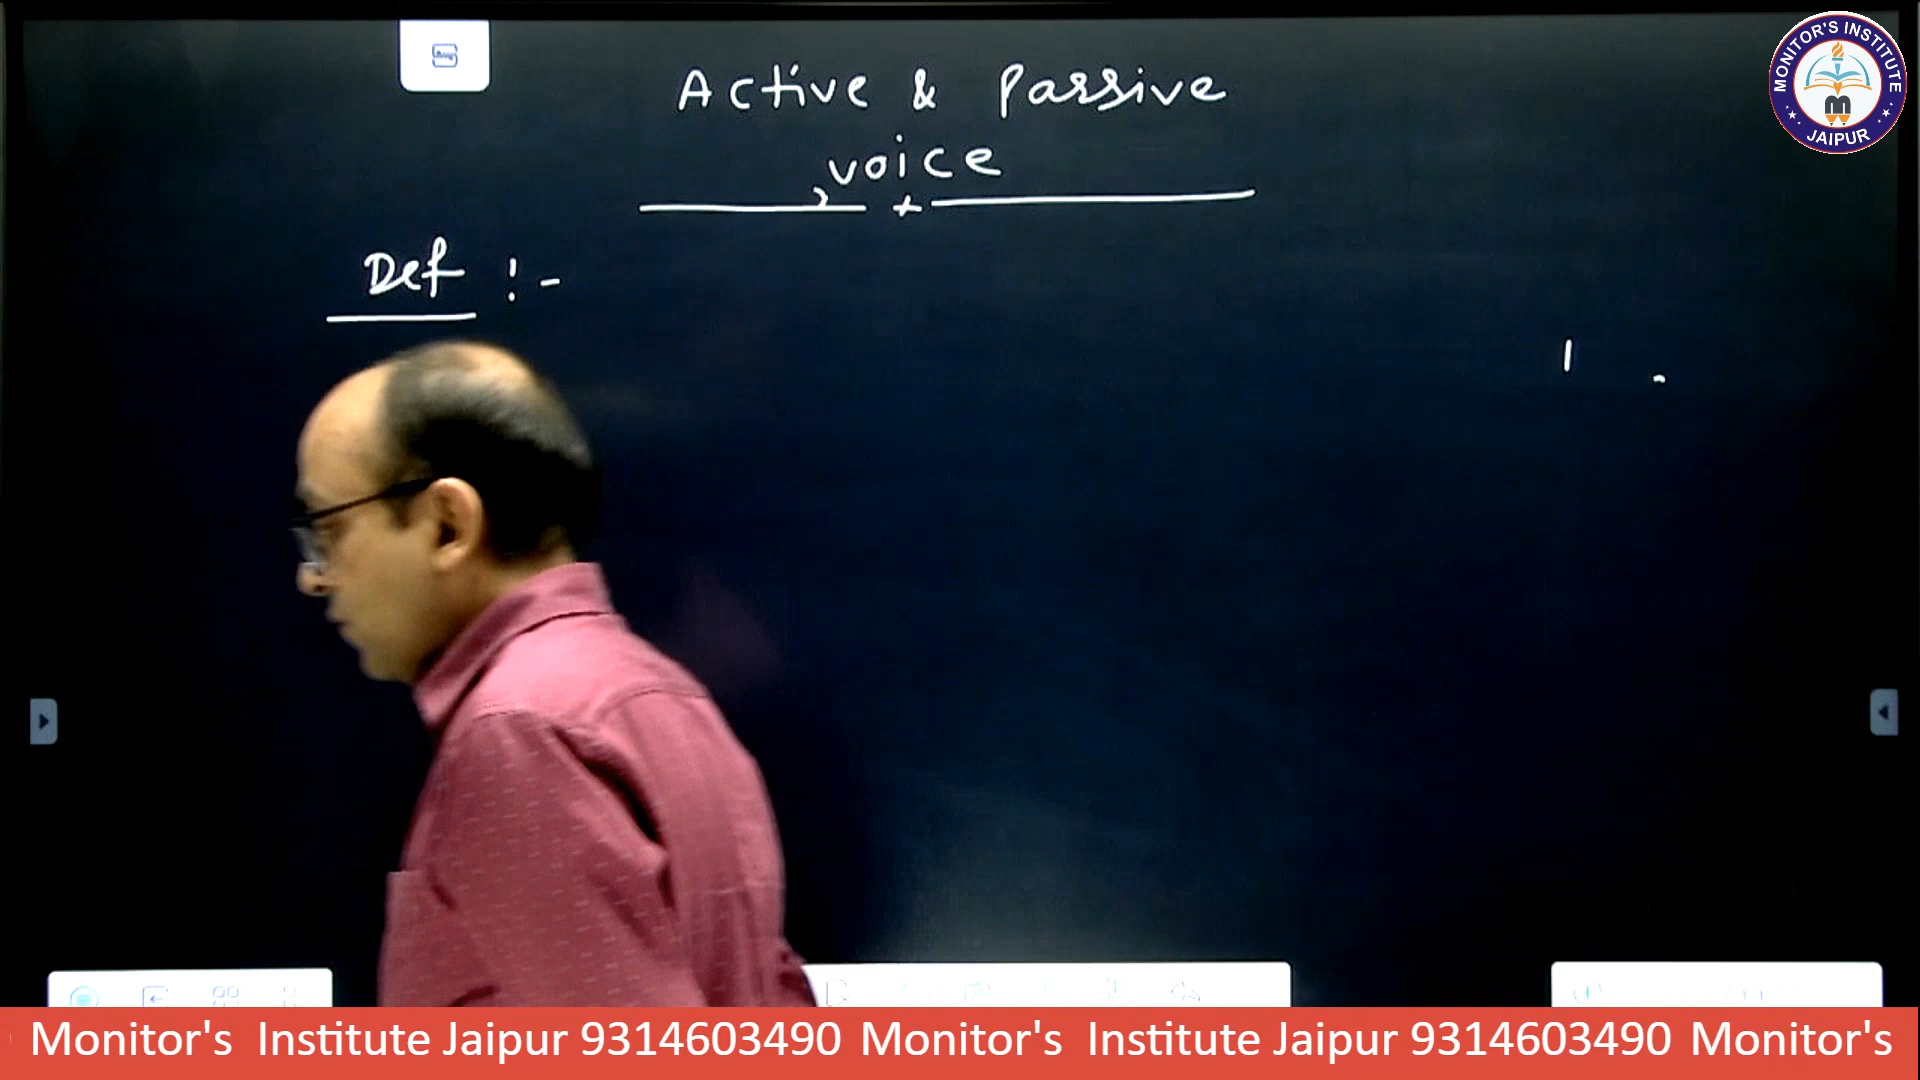 Active & Passive
voice
Def :-
MONITOR'S INSTITUTE
JAIPUR
Monitor's Institute Jaipur 9314603490 Monitor's Institute Jaipur 9314603490 Monitor's